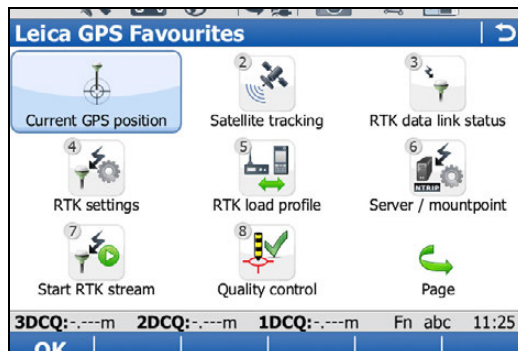 Leica GPS Favourites
2
3
Current GPS position
Satellite tracking
RTK data link status
4
5
6
NTRIP
RTK settings
RTK load profile
Server / mountpoint
7
8
Start RTK stream
Quality control
Page
3DCQ:-.---m 2DCQ:-.---m 1DCQ:-.---m Fn abc 11:25
OK